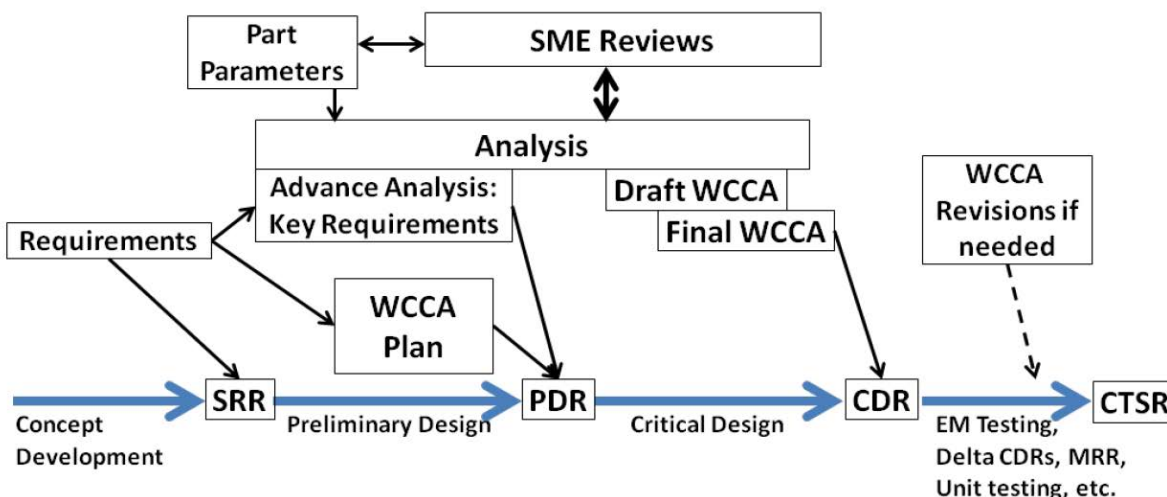 Part
Parameters
SME Reviews
Analysis
Advance Analysis:
Key Requirements
Draft WCCA
Final WCCA
WCCA
Revisions if
needed
Requirements
WCCA
Plan
SRR
PDR
CDR
CTSR
Concept
Development
Preliminary Design
Critical Design
EM Testing,
Delta CDRs, MRR,
Unit testing, etc.